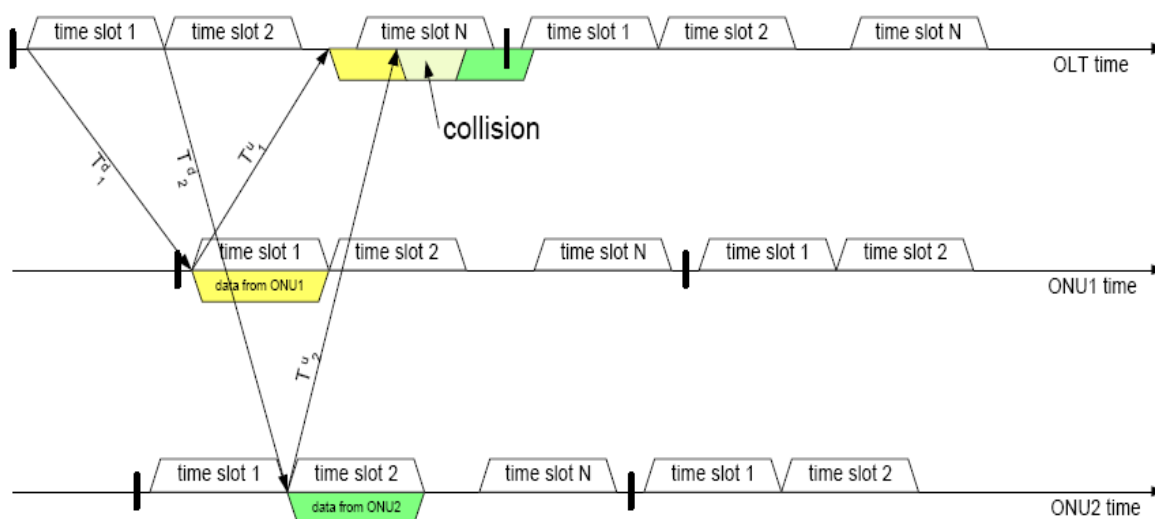 time slot 1 time slot 2 time slot N time slot 1 time slot 2 time slot N
OLT time
collision
T^d_1 T^d_2 T^u_1
time slot 1 time slot 2 time slot N time slot 1 time slot 2
data from ONU1
ONU1 time
T^u_2
time slot 1 time slot 2 time slot N time slot 1 time slot 2
data from ONU2
ONU2 time